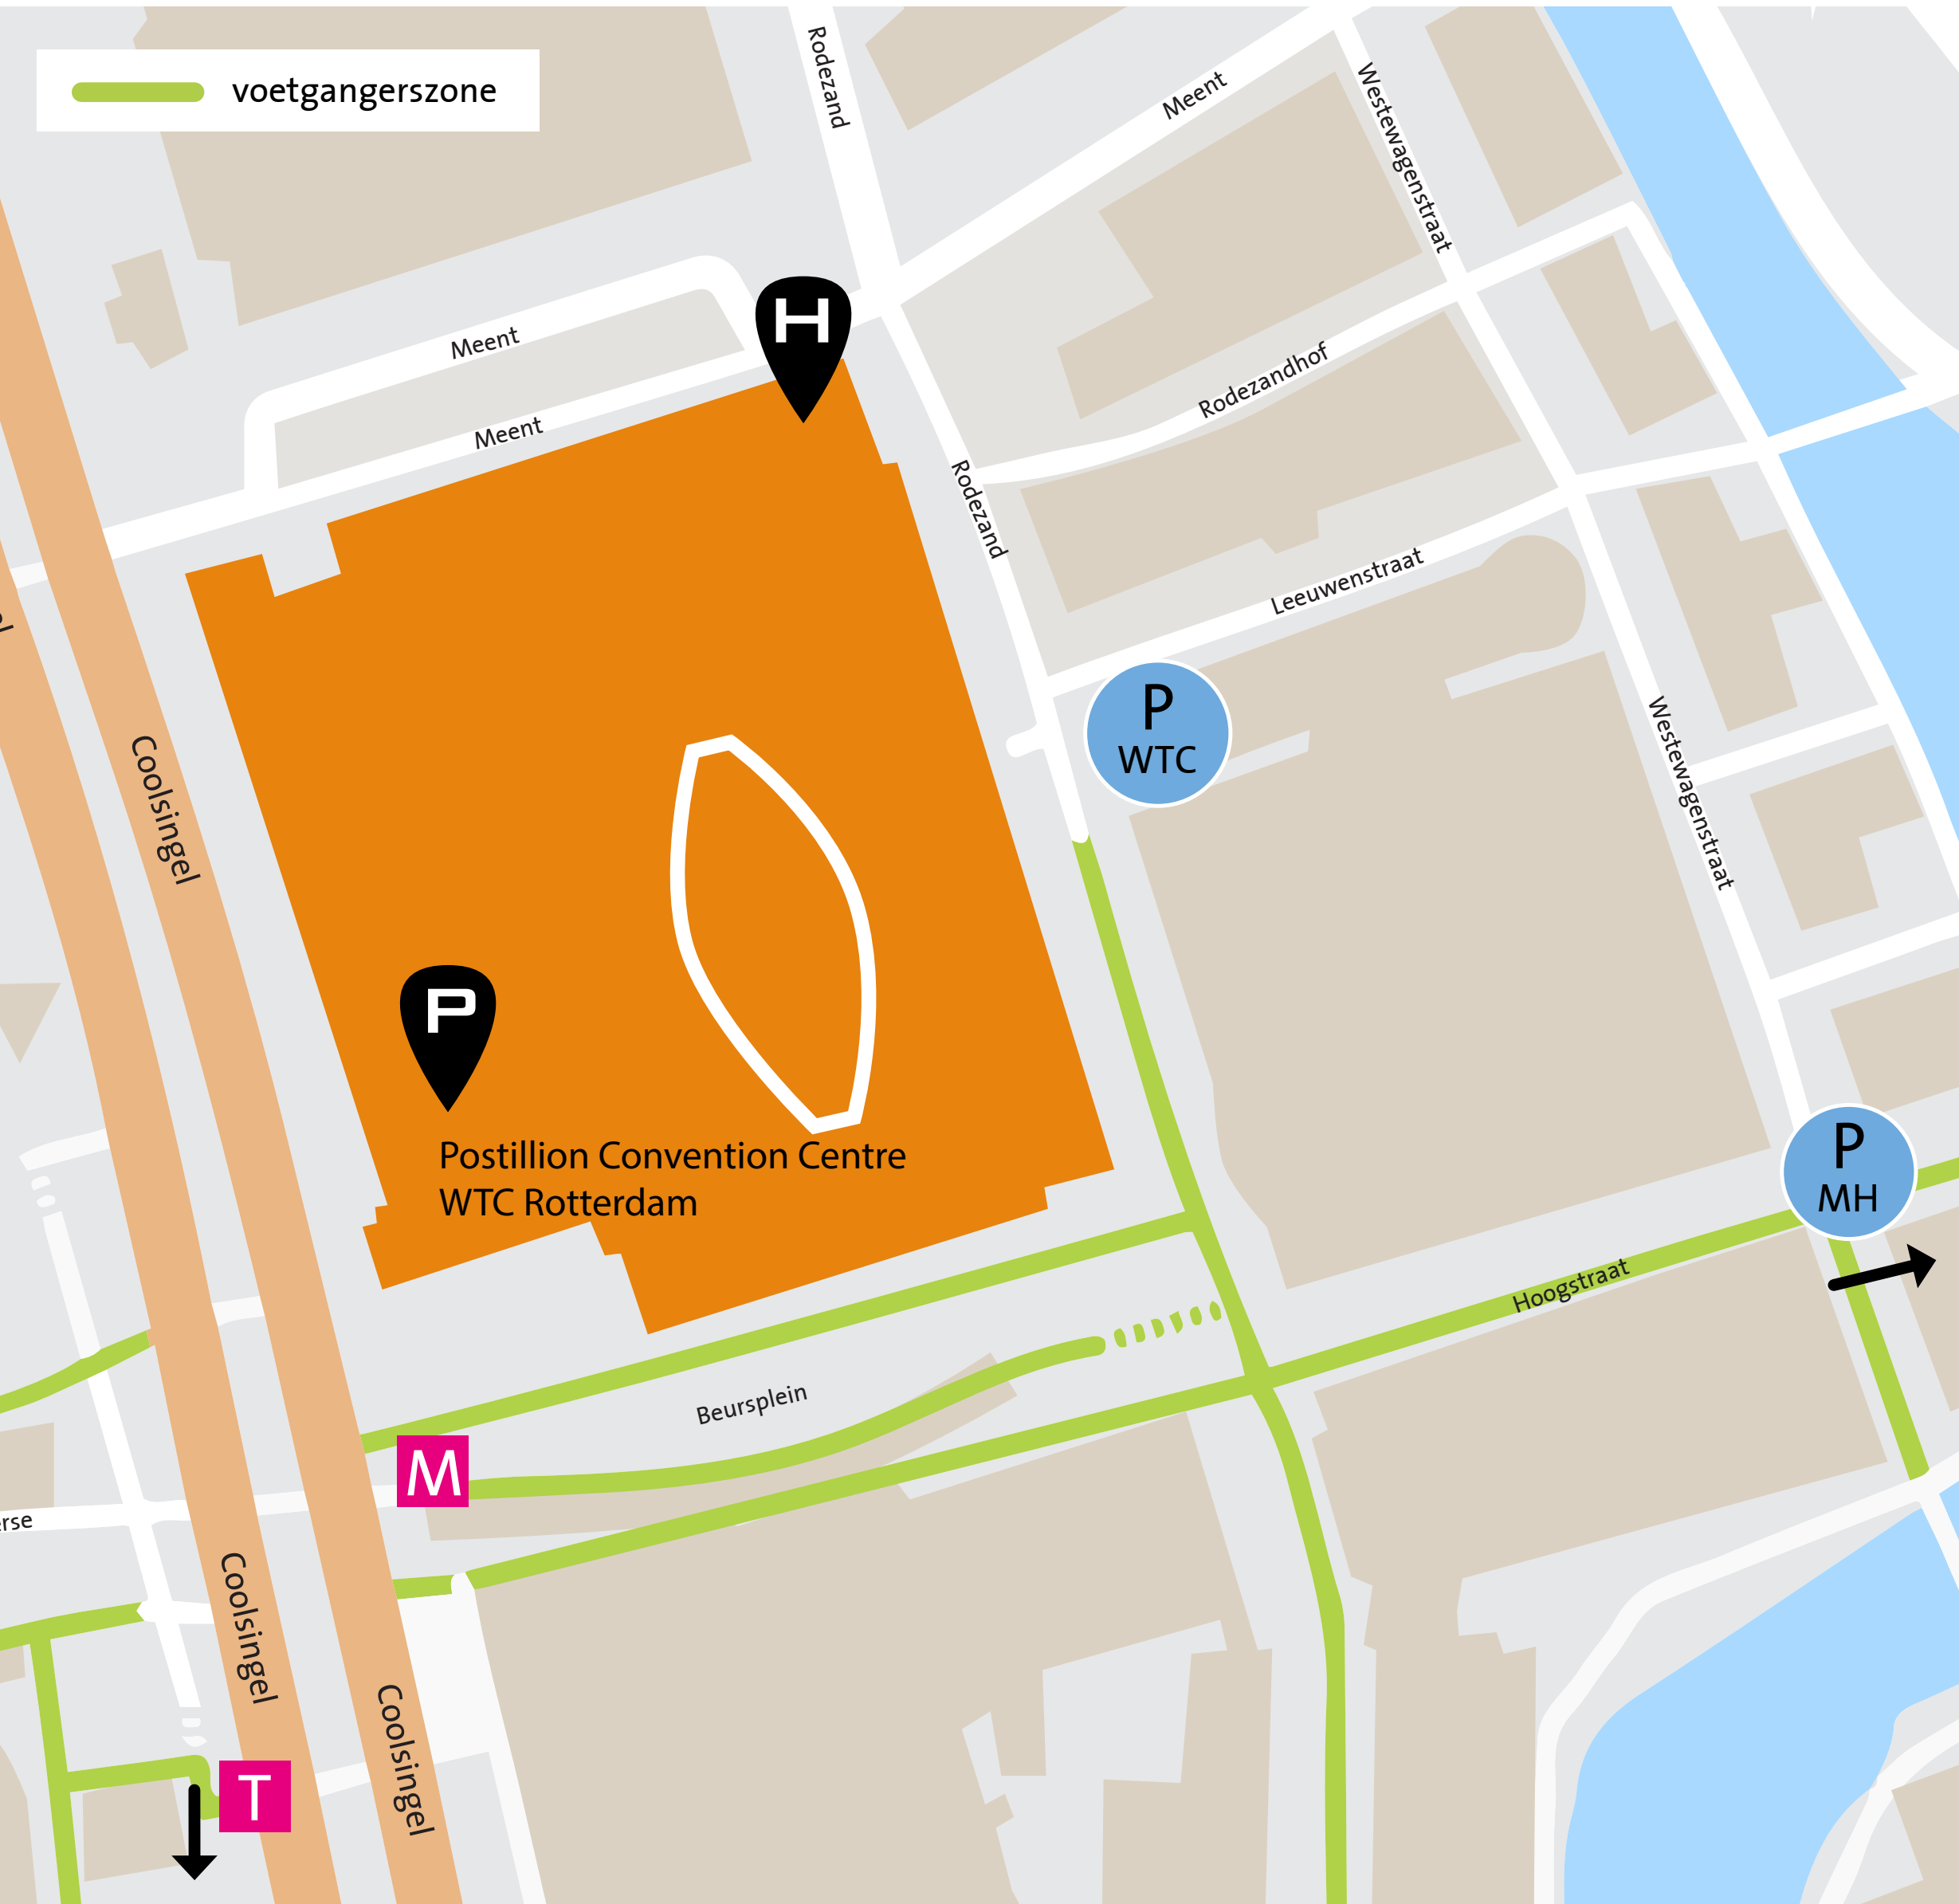 voetgangerszone
Rodezand
Meent
Westewagenstraat
H
Meent
Meent
Rodezandhof
Rodezand
Leeuwenstraat
P
WTC
Westewagenstraat
Coolsingel
P
Postillion Convention Centre
WTC Rotterdam
P
MH
Hoogstraat
Beursplein
M
Coolsingel
Coolsingel
T